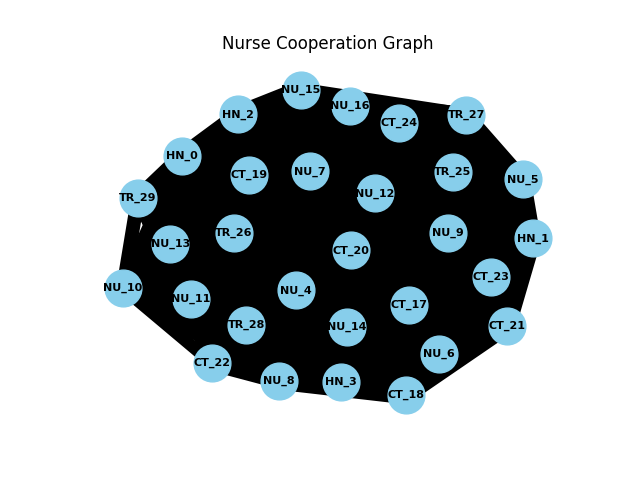 Nurse Cooperation Graph
NU_15
NU_16
HN_2
TR_27
CT_24
HN_0
NU_7
TR_25
CT_19
NU_5
NU_12
TR_29
TR_26
NU_9
HN_1
NU_13
CT_20
CT_23
NU_10
NU_4
NU_11
CT_17
TR_28
NU_14
CT_21
NU_6
CT_22
NU_8
HN_3
CT_18